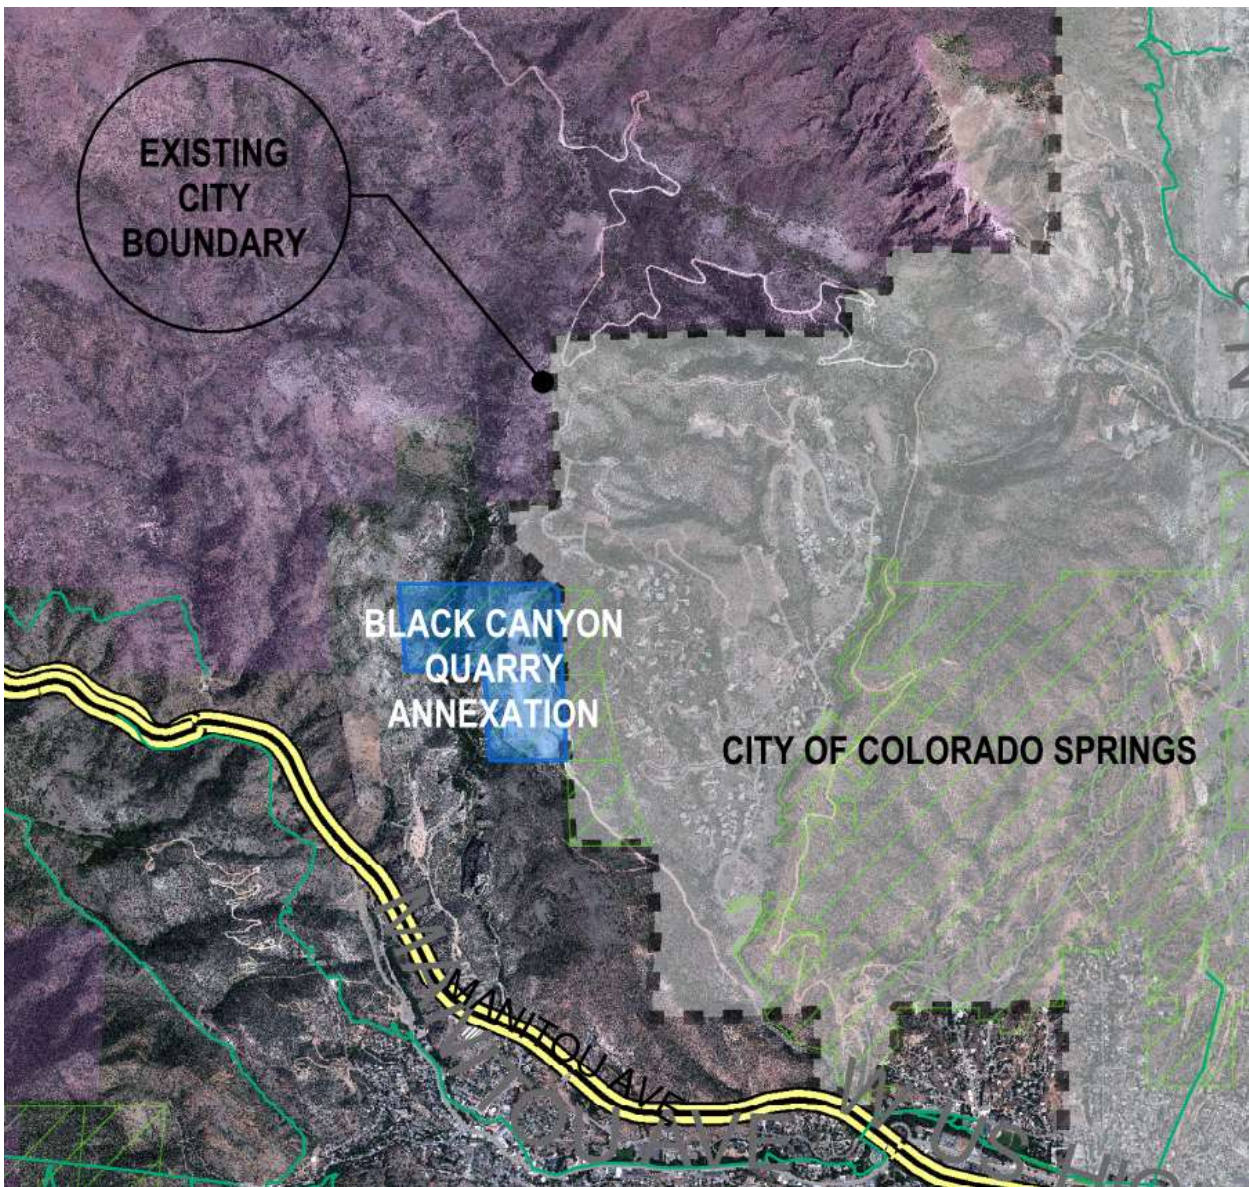 EXISTING
CITY
BOUNDARY
BLACK CANYON
QUARRY
ANNEXATION
CITY OF COLORADO SPRINGS
MANITOU AVE